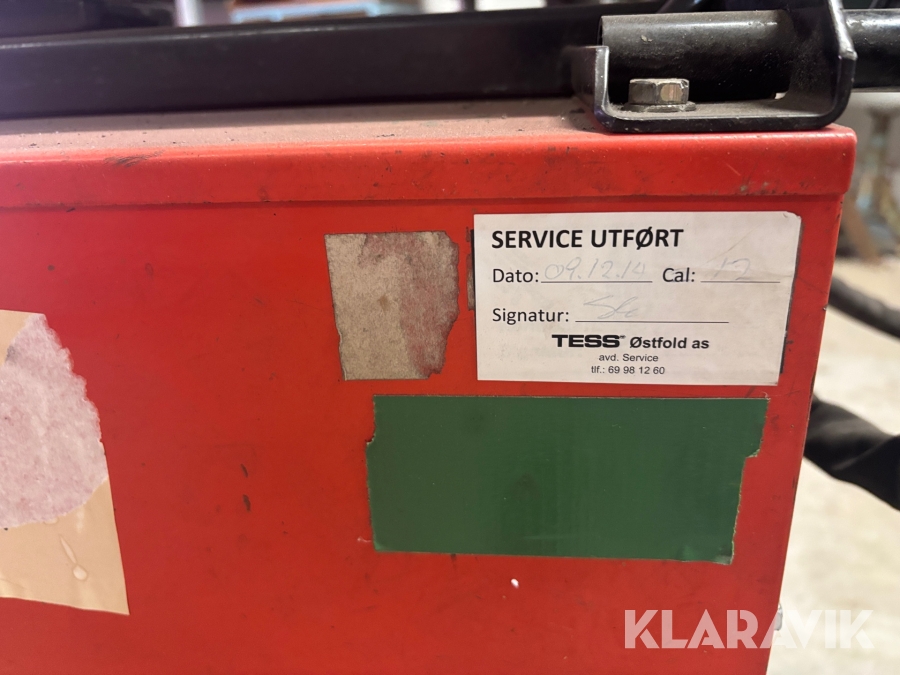 SERVICE UTFØRT
Dato: 09.12.14 Cal: 12
Signatur:
TESS® Østfold as
avd. Service
tlf.: 69 98 12 60
KLARAVIK